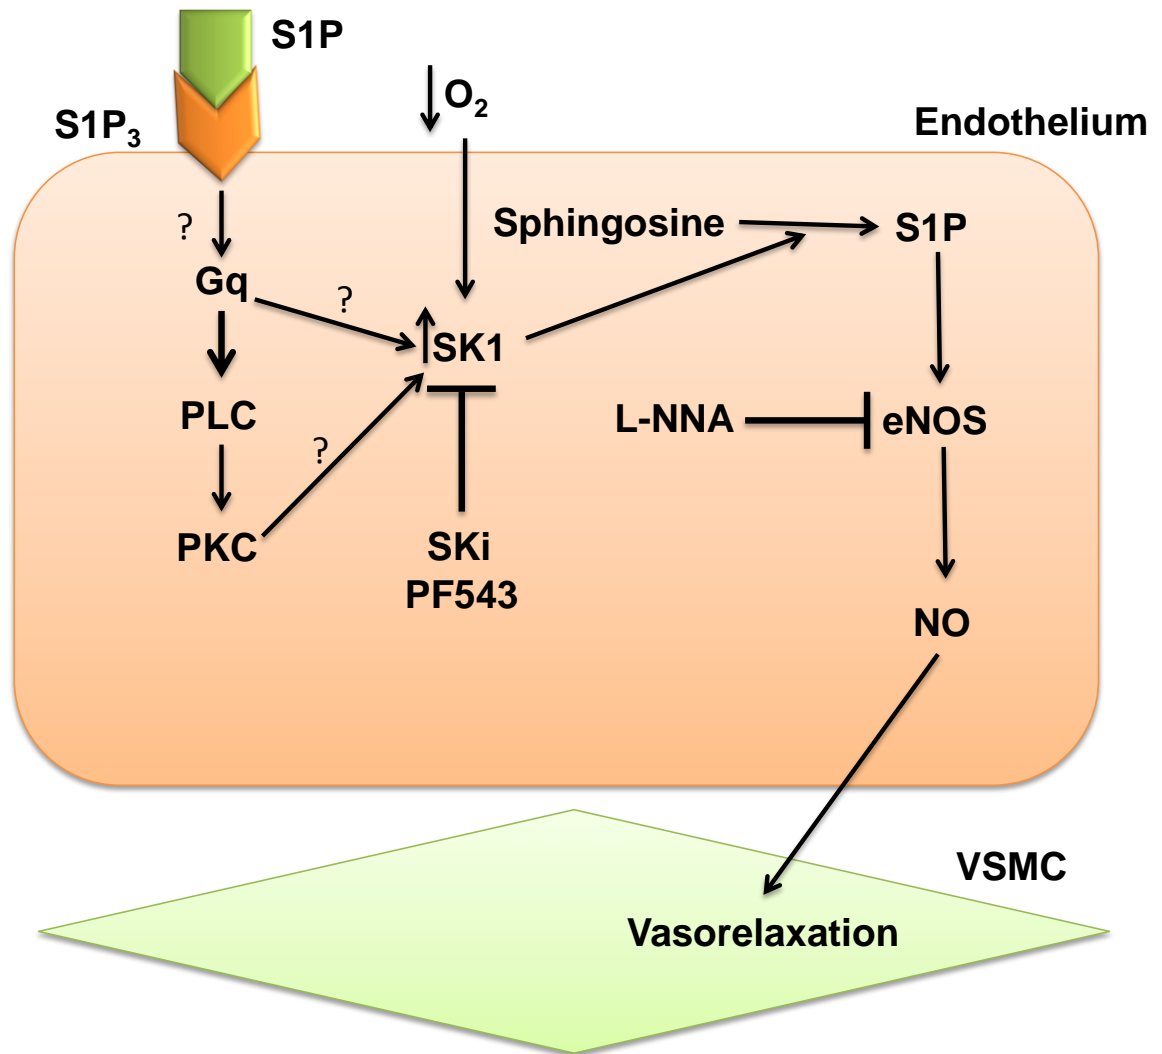 S1P
O₂
S1P₃
Endothelium
Sphingosine
S1P
?
Gq
?
SK1
PLC
L-NNA
eNOS
?
PKC
SKi
PF543
NO
VSMC
Vasorelaxation